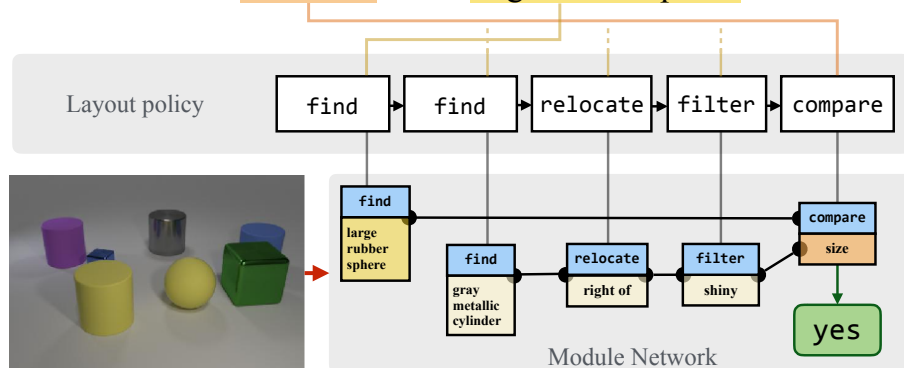 Layout policy
find
find
relocate
filter
compare
find
large
rubber
sphere
find
gray
metallic
cylinder
relocate
right of
filter
shiny
compare
size
yes
Module Network